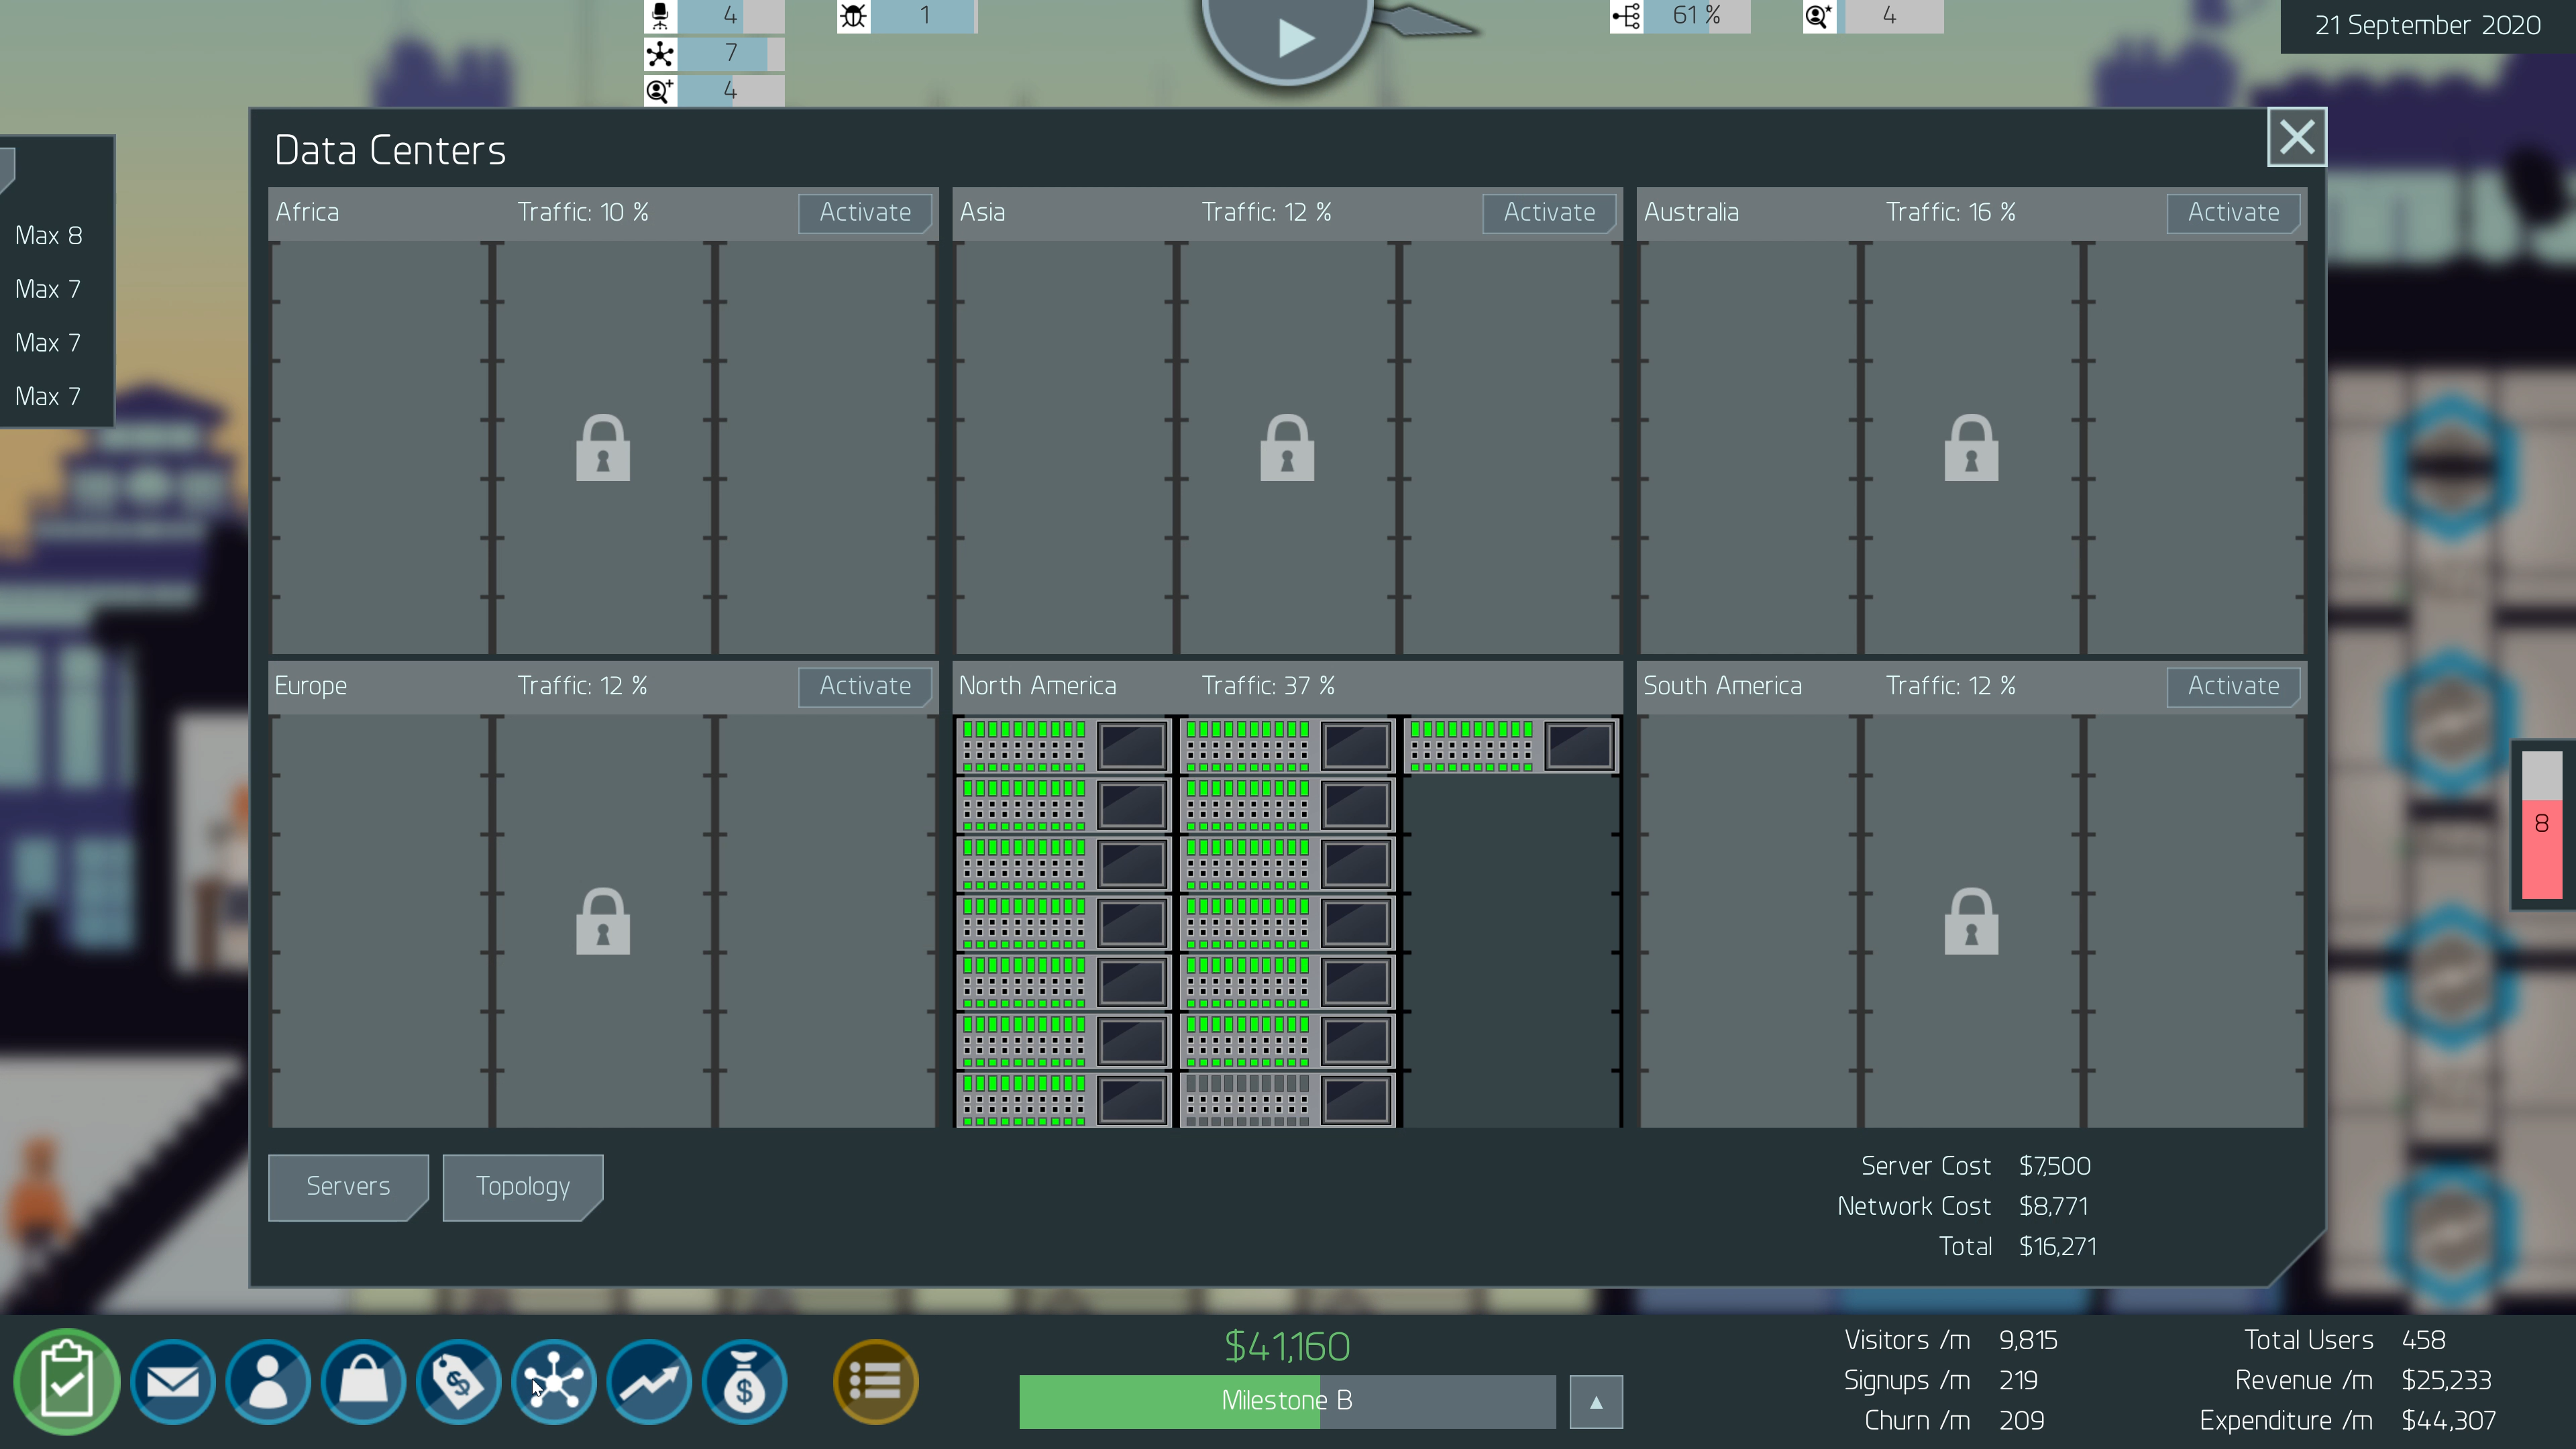 4
1
61 %
4
21 September 2020
7
4
Data Centers
Max 8
Max 7
Max 7
Max 7
Africa Traffic: 10 % Activate
Asia Traffic: 12 % Activate
Australia Traffic: 16 % Activate
Europe Traffic: 12 % Activate
North America Traffic: 37 %
South America Traffic: 12 % Activate
8
Servers
Topology
Server Cost $7,500
Network Cost $8,771
Total $16,271
$41,160
Milestone B
Visitors /m 9,815
Signups /m 219
Churn /m 209
Total Users 458
Revenue /m $25,233
Expenditure /m $44,307